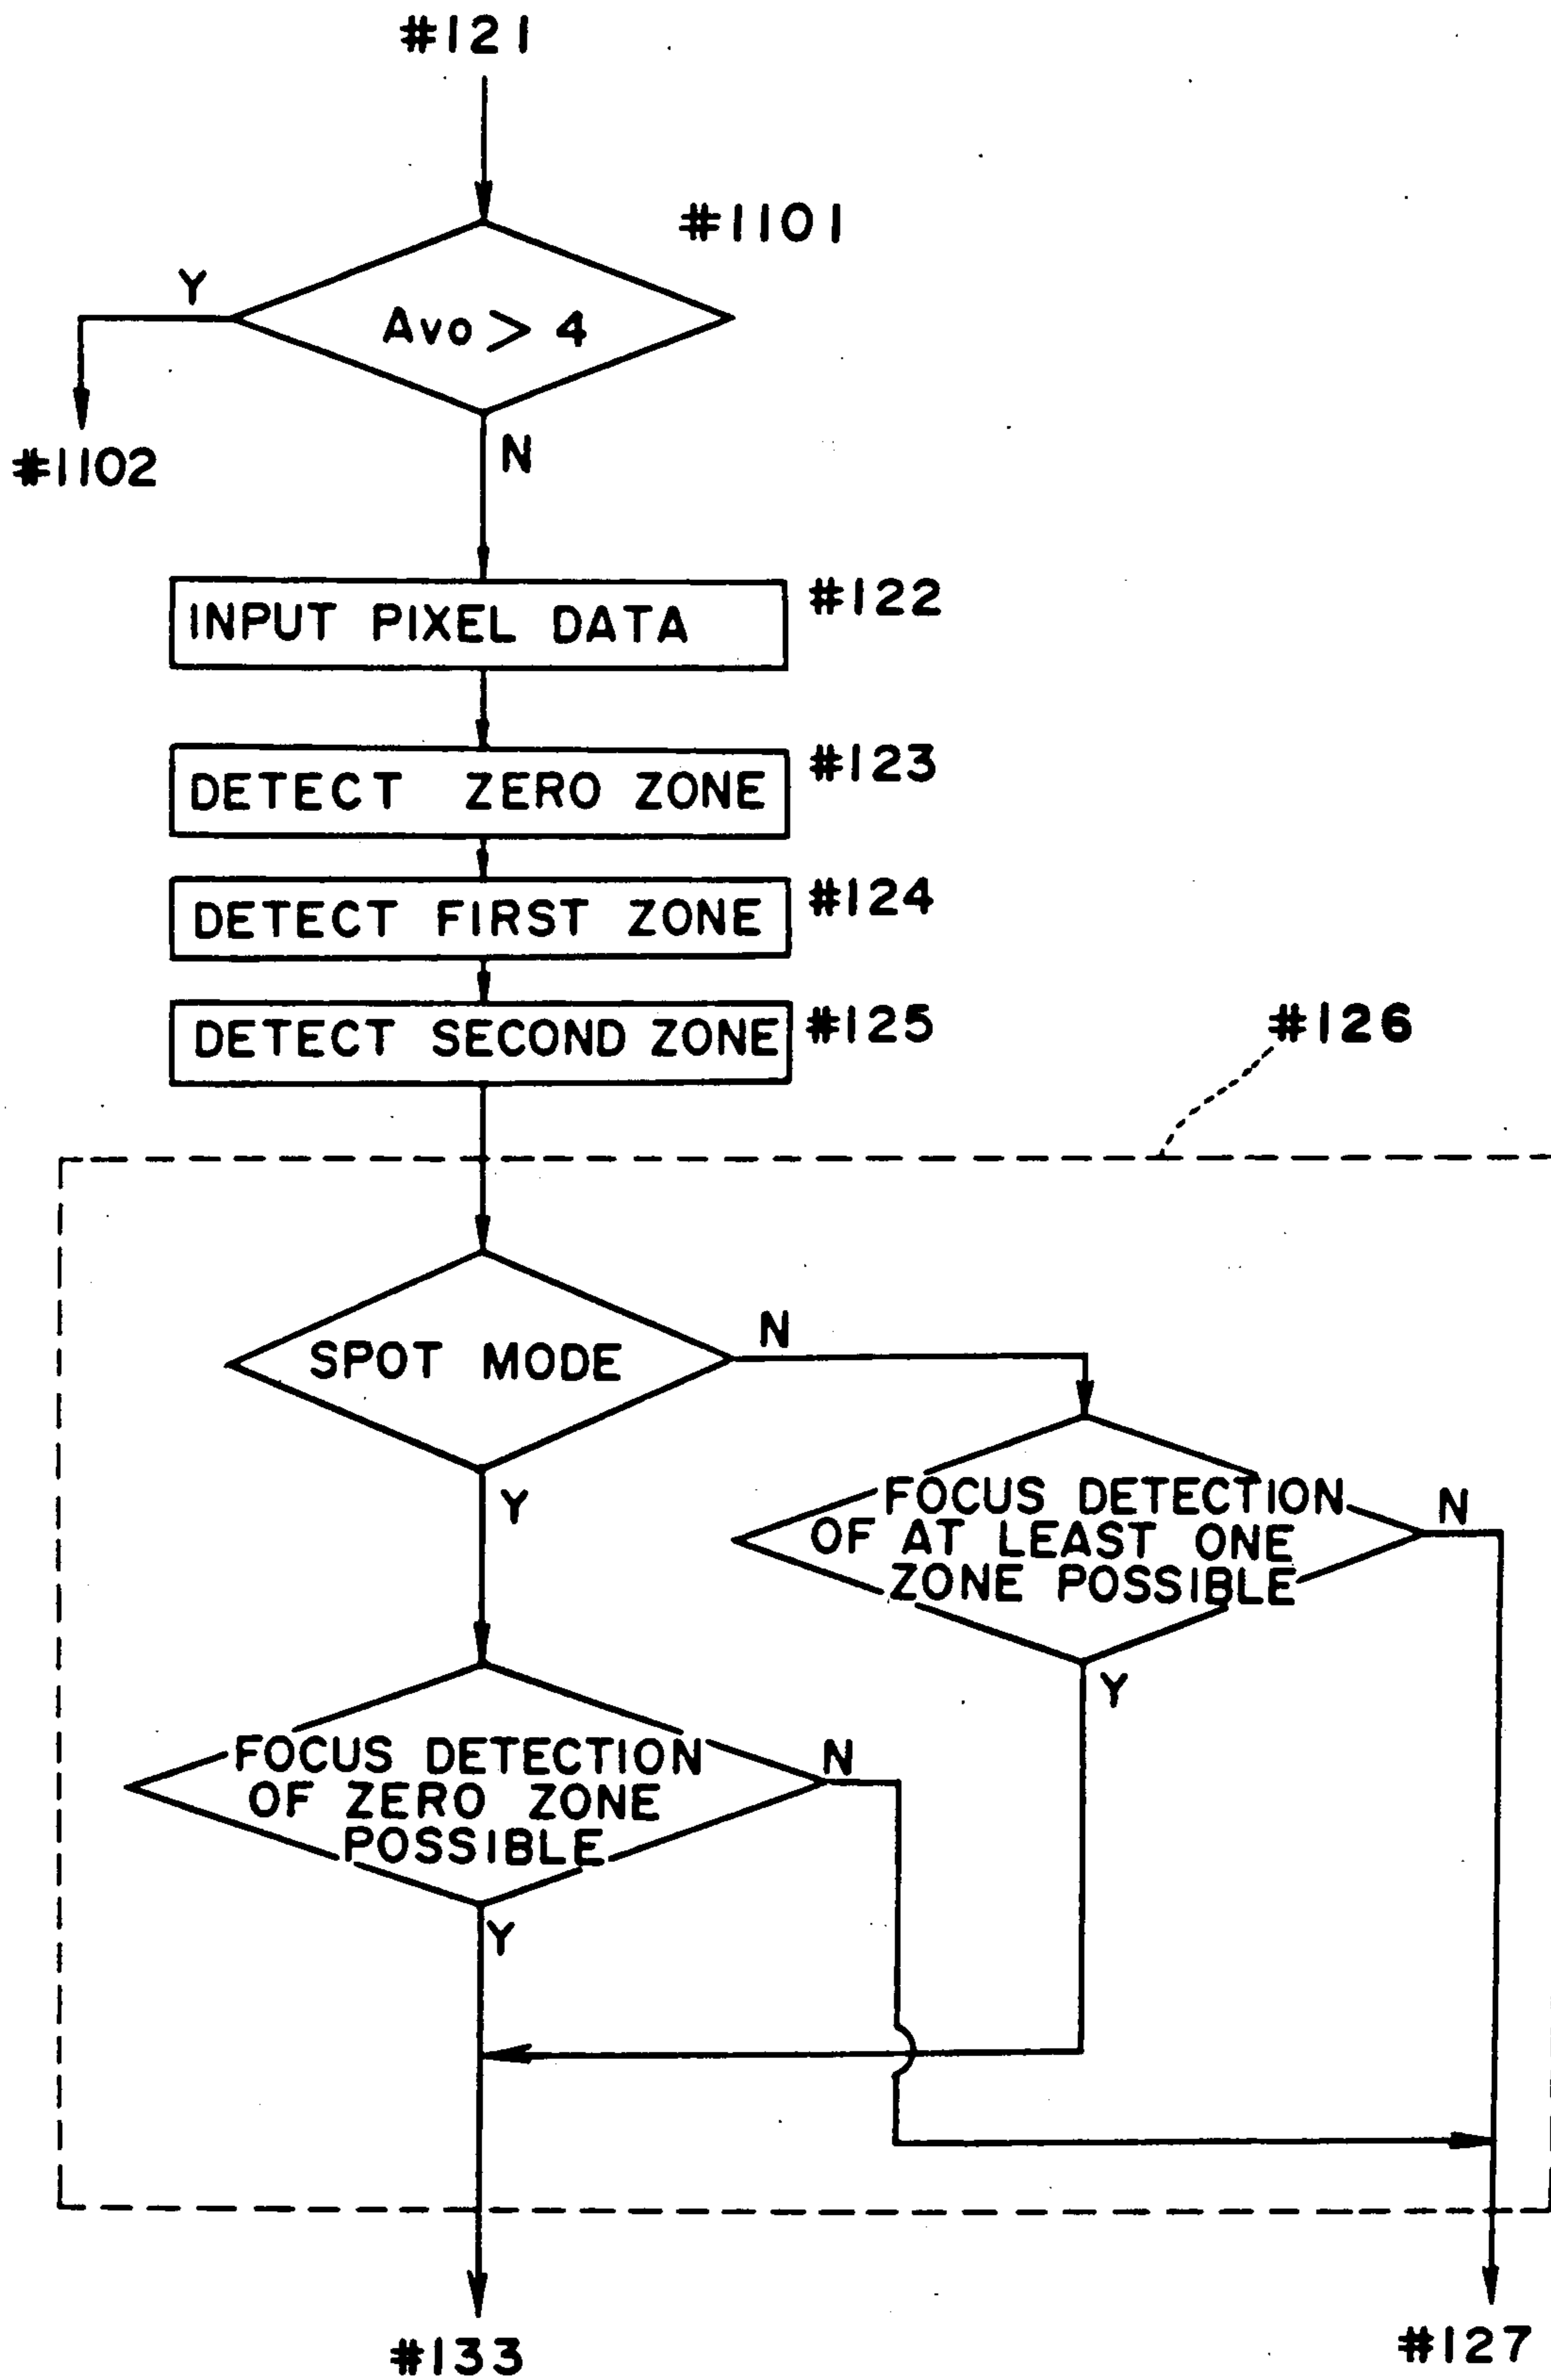 #121
#1101
Y
Avo > 4
#1102
N
INPUT PIXEL DATA
#122
DETECT ZERO ZONE
#123
DETECT FIRST ZONE
#124
DETECT SECOND ZONE
#125
#126
SPOT MODE
N
Y
FOCUS DETECTION
OF AT LEAST ONE
ZONE POSSIBLE
N
Y
FOCUS DETECTION
OF ZERO ZONE
POSSIBLE
N
Y
#133
#127